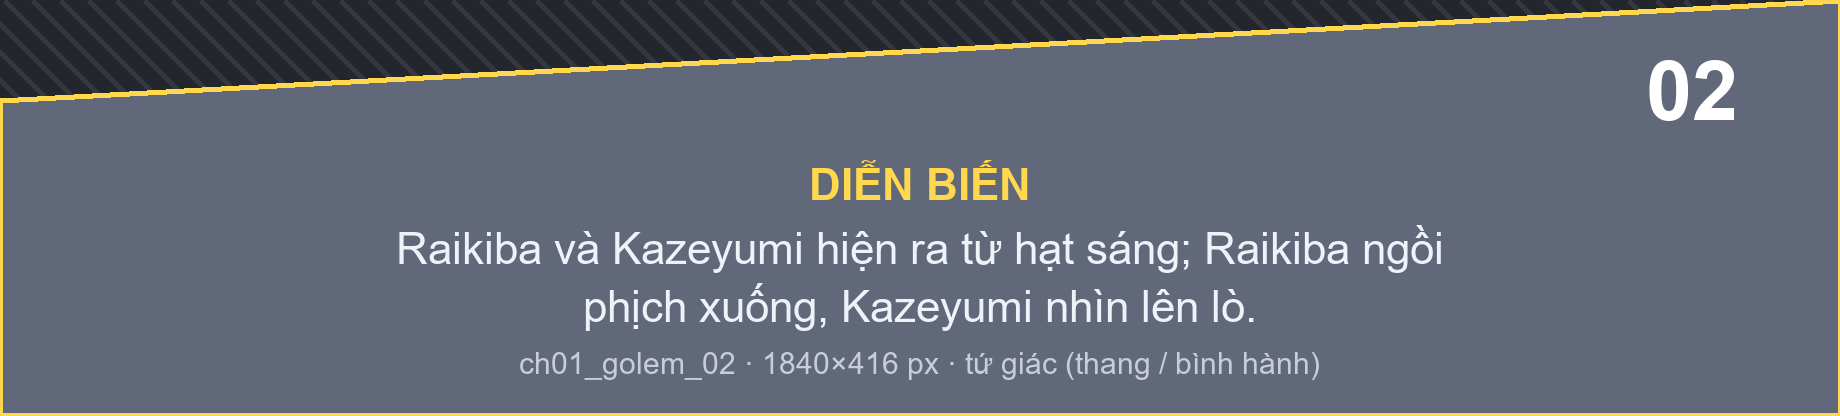 02
DIỄN BIẾN
Raikiba và Kazeyumi hiện ra từ hạt sáng; Raikiba ngồi
phịch xuống, Kazeyumi nhìn lên lò.
ch01_golem_02 · 1840×416 px · tứ giác (thang / bình hành)